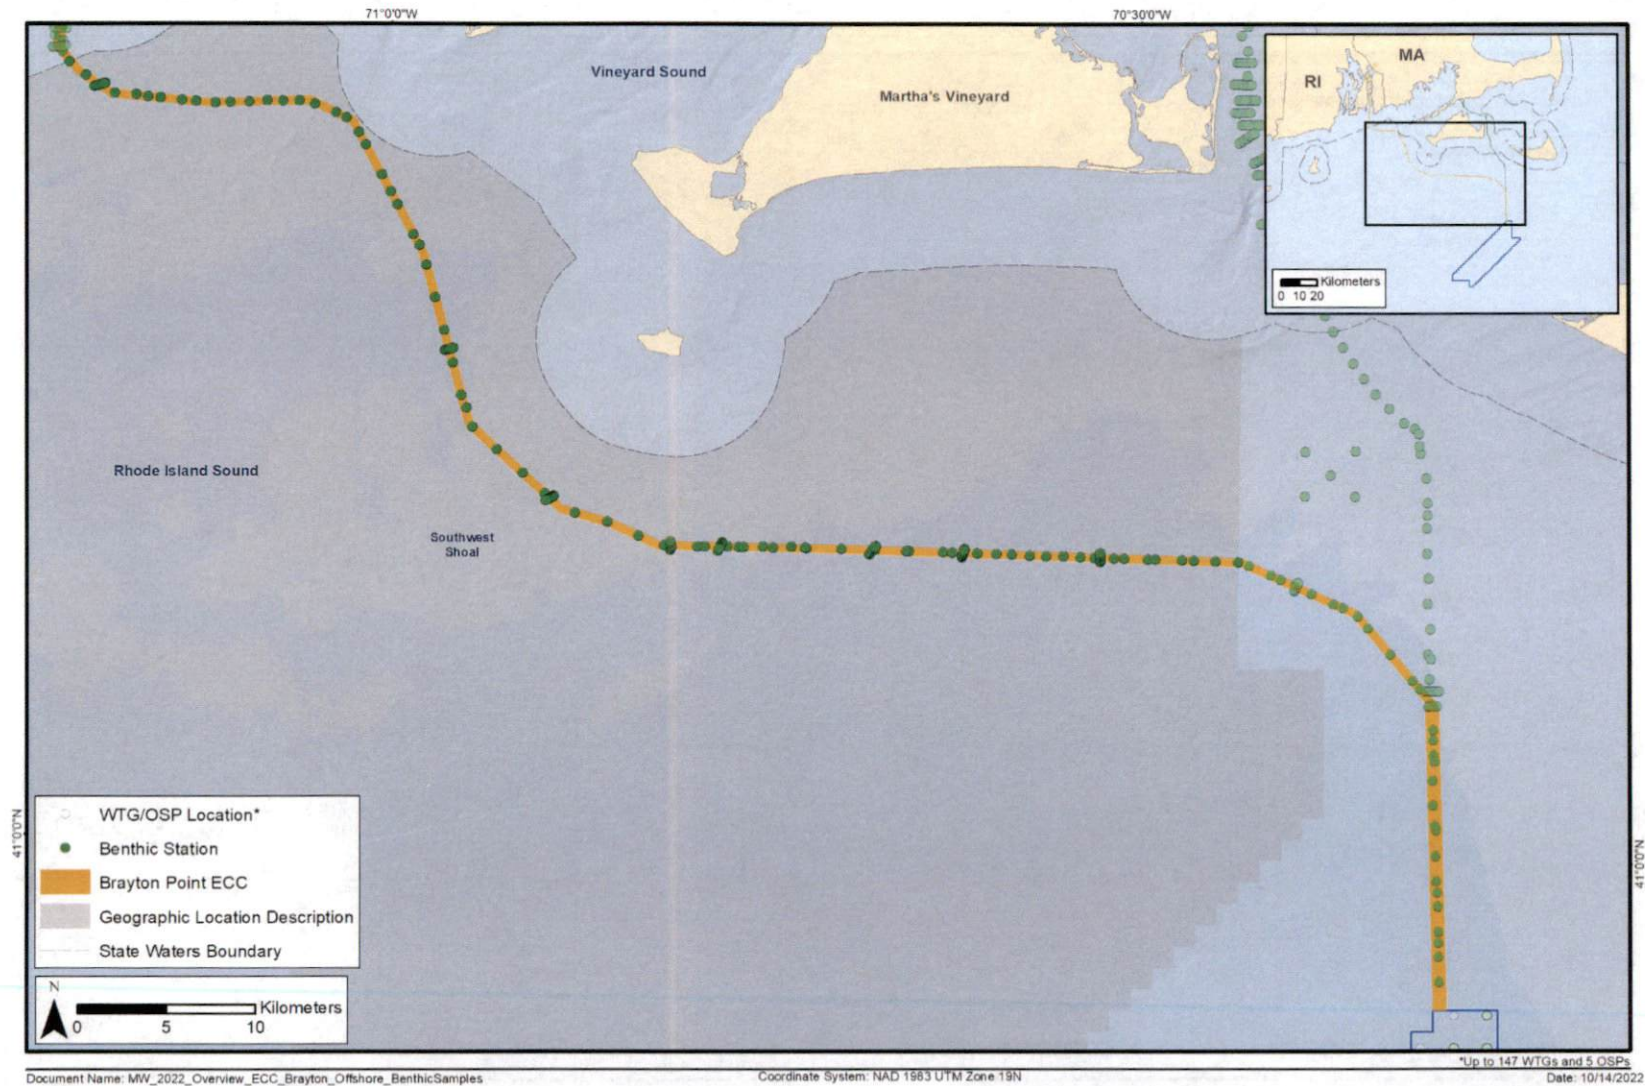 71°0'0"W
70°30'0"W
Vineyard Sound
Martha's Vineyard
MA
RI
Kilometers
0 10 20
Rhode Island Sound
Southwest
Shoal
WTG/OSP Location*
Benthic Station
Brayton Point ECC
Geographic Location Description
State Waters Boundary
41°0'0"N
41°0'0"N
N
Kilometers
0 5 10
*Up to 147 WTGs and 5 OSPs
Document Name: MW_2022_Overview_ECC_Brayton_Offshore_BenthicSamples
Coordinate System: NAD 1983 UTM Zone 19N
Date: 10/14/2022